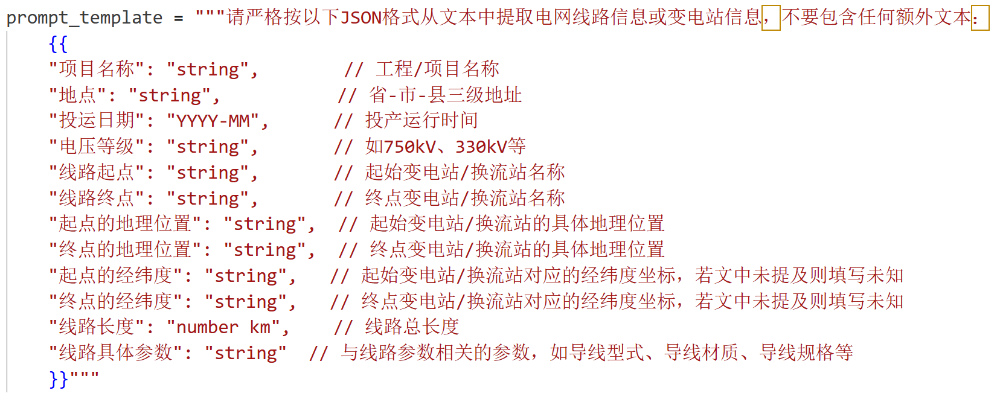 prompt_template = """请严格按以下JSON格式从文本中提取电网线路信息或变电站信息，不要包含任何额外文本：
{{
"项目名称": "string",         // 工程/项目名称
"地点": "string",            // 省-市-县三级地址
"投运日期": "YYYY-MM",       // 投产运行时间
"电压等级": "string",        // 如750kV、330kV等
"线路起点": "string",        // 起始变电站/换流站名称
"线路终点": "string",        // 终点变电站/换流站名称
"起点的地理位置": "string",  // 起始变电站/换流站的具体地理位置
"终点的地理位置": "string",  // 终点变电站/换流站的具体地理位置
"起点的经纬度": "string",   // 起始变电站/换流站对应的经纬度坐标，若文中未提及则填写未知
"终点的经纬度": "string",   // 终点变电站/换流站对应的经纬度坐标，若文中未提及则填写未知
"线路长度": "number km",    // 线路总长度
"线路具体参数": "string"  // 与线路参数相关的参数，如导线型式、导线材质、导线规格等
}}"""